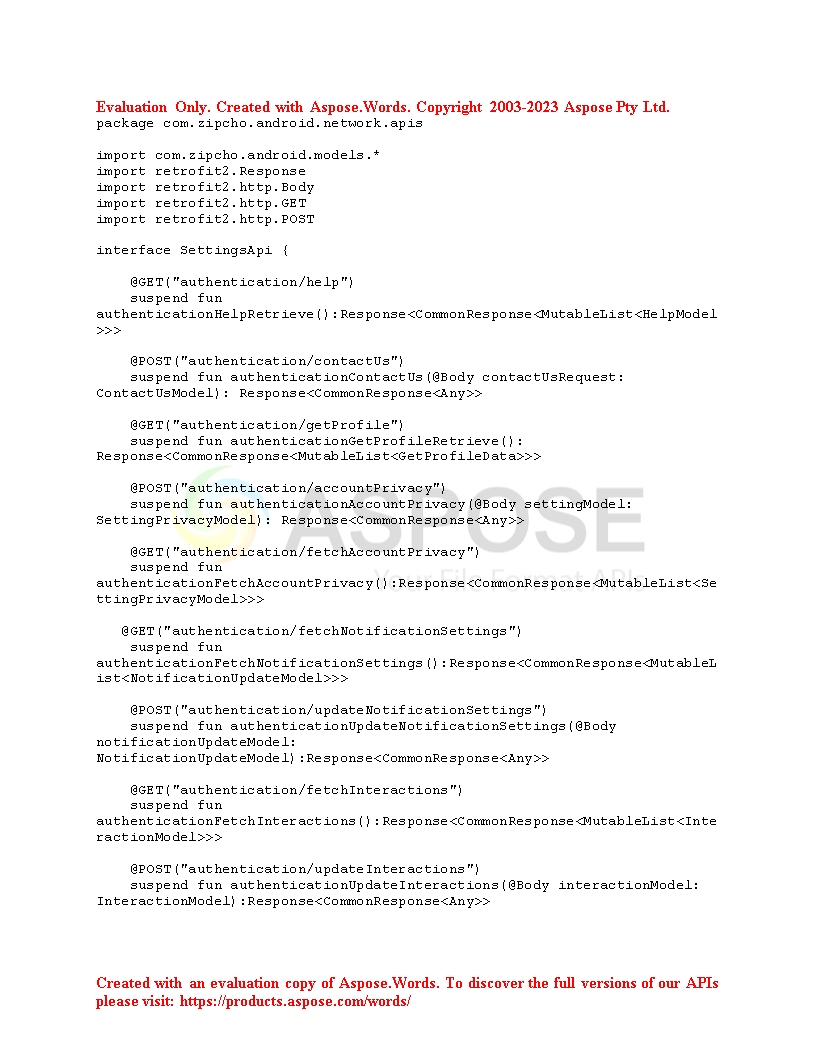 Evaluation Only. Created with Aspose.Words. Copyright 2003-2023 Aspose Pty Ltd.
package com.zipcho.android.network.apis

import com.zipcho.android.models.*
import retrofit2.Response
import retrofit2.http.Body
import retrofit2.http.GET
import retrofit2.http.POST

interface SettingsApi {

    @GET("authentication/help")
    suspend fun
authenticationHelpRetrieve():Response<CommonResponse<MutableList<HelpModel
>>>

    @POST("authentication/contactUs")
    suspend fun authenticationContactUs(@Body contactUsRequest:
ContactUsModel): Response<CommonResponse<Any>>

    @GET("authentication/getProfile")
    suspend fun authenticationGetProfileRetrieve():
Response<CommonResponse<MutableList<GetProfileData>>>

    @POST("authentication/accountPrivacy")
    suspend fun authenticationAccountPrivacy(@Body settingModel:
SettingPrivacyModel): Response<CommonResponse<Any>>

    @GET("authentication/fetchAccountPrivacy")
    suspend fun
authenticationFetchAccountPrivacy():Response<CommonResponse<MutableList<Se
ttingPrivacyModel>>>

   @GET("authentication/fetchNotificationSettings")
    suspend fun
authenticationFetchNotificationSettings():Response<CommonResponse<MutableL
ist<NotificationUpdateModel>>>

    @POST("authentication/updateNotificationSettings")
    suspend fun authenticationUpdateNotificationSettings(@Body
notificationUpdateModel:
NotificationUpdateModel):Response<CommonResponse<Any>>

    @GET("authentication/fetchInteractions")
    suspend fun
authenticationFetchInteractions():Response<CommonResponse<MutableList<Inte
ractionModel>>>

    @POST("authentication/updateInteractions")
    suspend fun authenticationUpdateInteractions(@Body interactionModel:
InteractionModel):Response<CommonResponse<Any>>

ASPOSE
Your File Format APIs

Created with an evaluation copy of Aspose.Words. To discover the full versions of our APIs
please visit: https://products.aspose.com/words/